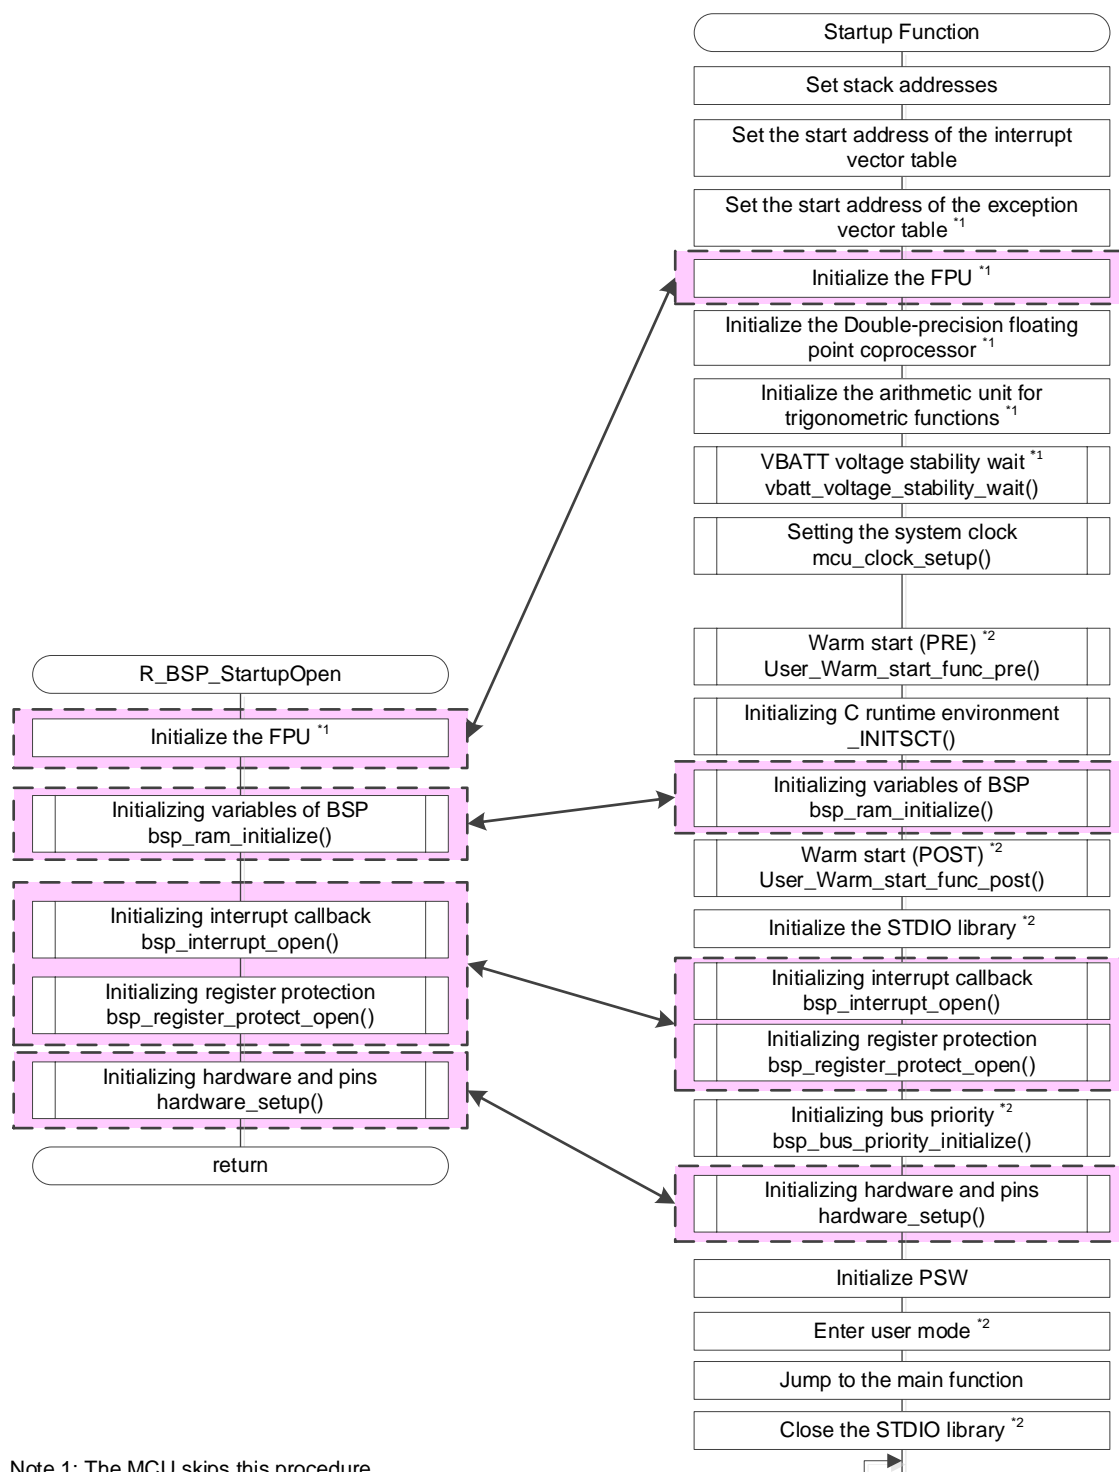 Startup Function
Set stack addresses
Set the start address of the interrupt
vector table
Set the start address of the exception
vector table *1
Initialize the FPU *1
Initialize the Double-precision floating
point coprocessor *1
Initialize the arithmetic unit for
trigonometric functions *1
VBATT voltage stability wait *1
vbatt_voltage_stability_wait()
Setting the system clock
mcu_clock_setup()
Warm start (PRE) *2
User_Warm_start_func_pre()
Initializing C runtime environment
_INITSCT()
Initializing variables of BSP
bsp_ram_initialize()
Warm start (POST) *2
User_Warm_start_func_post()
Initialize the STDIO library *2
Initializing interrupt callback
bsp_interrupt_open()
Initializing register protection
bsp_register_protect_open()
Initializing bus priority *2
bsp_bus_priority_initialize()
Initializing hardware and pins
hardware_setup()
Initialize PSW
Enter user mode *2
Jump to the main function
Close the STDIO library *2
R_BSP_StartupOpen
Initialize the FPU *1
Initializing variables of BSP
bsp_ram_initialize()
Initializing interrupt callback
bsp_interrupt_open()
Initializing register protection
bsp_register_protect_open()
Initializing hardware and pins
hardware_setup()
return
Note 1: The MCU skips this procedure